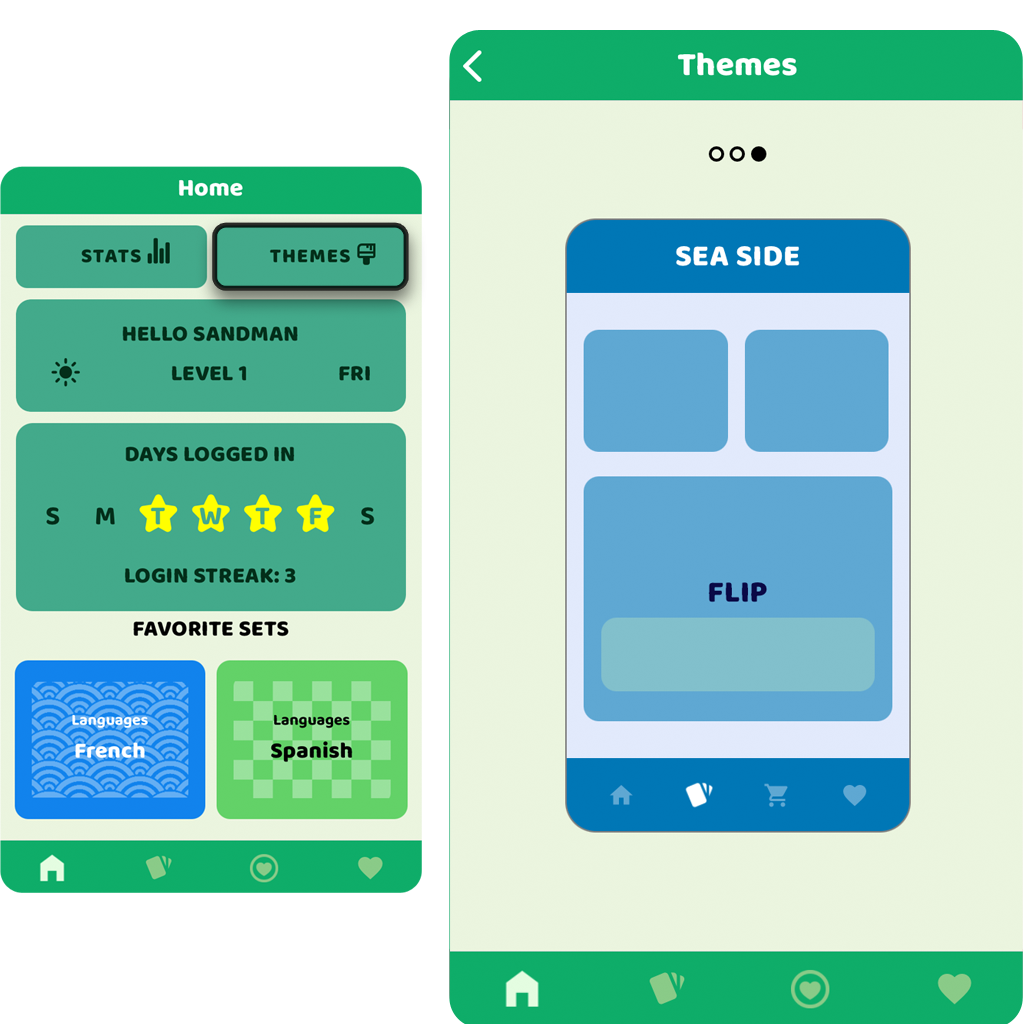 Home
STATS
THEMES
HELLO SANDMAN
LEVEL 1
FRI
DAYS LOGGED IN
S M T W T F S
LOGIN STREAK: 3
FAVORITE SETS
Languages
French
Languages
Spanish
Themes
SEA SIDE
FLIP